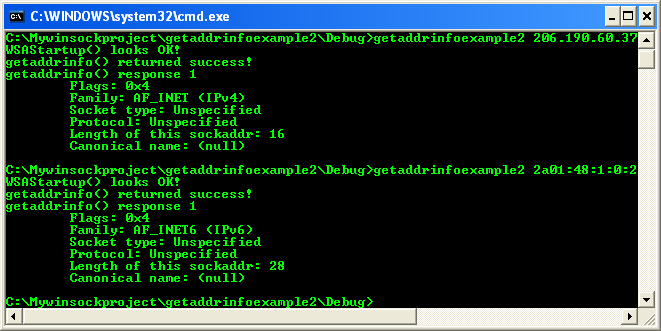 C:\WINDOWS\system32\cmd.exe
C:\Mywinsockproject\getaddrinfoexample2\Debug>getaddrinfoexample2 206.190.60.37
WSAStartup() looks OK!
getaddrinfo() returned success!
getaddrinfo() response 1
Flags: 0x4
Family: AF_INET (IPv4)
Socket type: Unspecified
Protocol: Unspecified
Length of this sockaddr: 16
Canonical name: (null)
C:\Mywinsockproject\getaddrinfoexample2\Debug>getaddrinfoexample2 2a01:48:1:0:2
WSAStartup() looks OK!
getaddrinfo() returned success!
getaddrinfo() response 1
Flags: 0x4
Family: AF_INET6 (IPv6)
Socket type: Unspecified
Protocol: Unspecified
Length of this sockaddr: 28
Canonical name: (null)
C:\Mywinsockproject\getaddrinfoexample2\Debug>